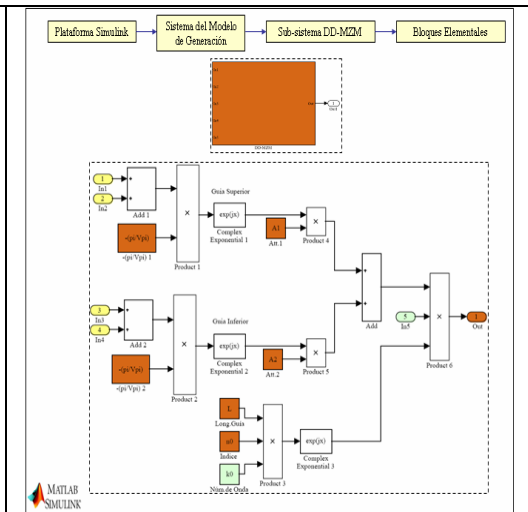 Plataforma Simulink
Sistema del Modelo
de Generación
Sub-sistema DD-MZM
Bloques Elementales
DD-MZM
1
In1
2
In2
Add 1
-(pi/Vpi)
-(pi/Vpi) 1
×
Product 1
Guia Superior
exp(jx)
Complex
Exponential 1
A1
Att.1
×
Product 4
3
In3
4
In4
Add 2
-(pi/Vpi)
-(pi/Vpi) 2
×
Product 2
Guia Inferior
exp(jx)
Complex
Exponential 2
A2
Att.2
×
Product 5
Add
5
In5
×
Product 6
1
Out
L
Long.Guía
n0
Indice
k0
Núm.de Onda
×
Product 3
exp(jx)
Complex
Exponential 3
MATLAB
SIMULINK